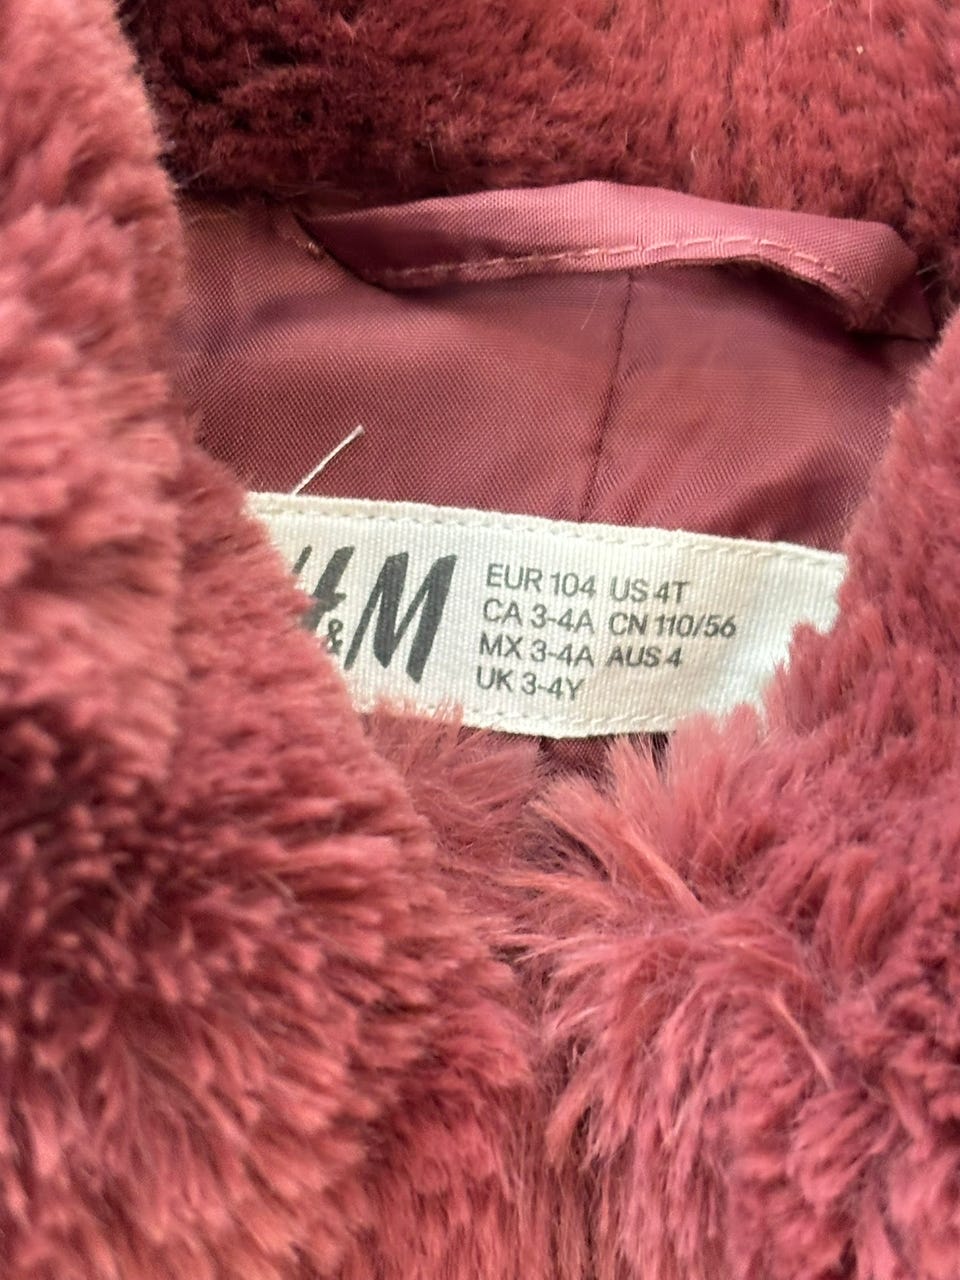 H&M
EUR 104 US 4T
CA 3-4A CN 110/56
MX 3-4A AUS 4
UK 3-4Y